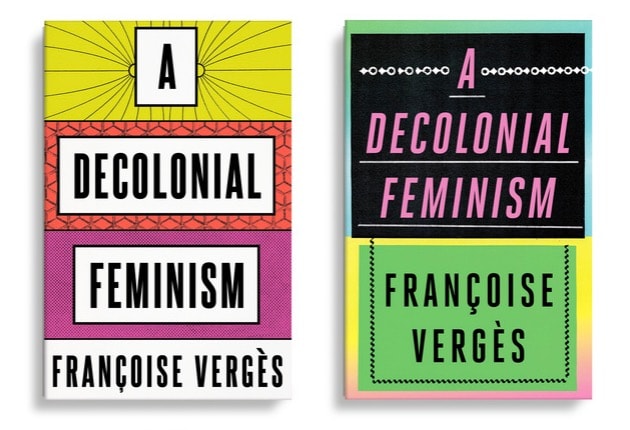 A
DECOLONIAL
FEMINISM
FRANÇOISE VERGÈS
A
DECOLONIAL
FEMINISM
FRANÇOISE
VERGÈS